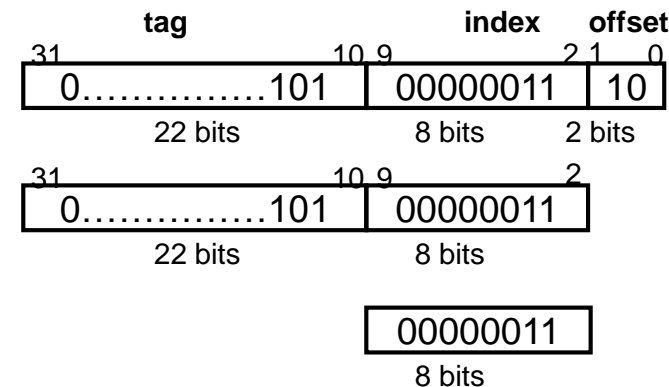 tag index offset
31 10 9 2 1 0
0……………101 00000011 10
22 bits 8 bits 2 bits
31 10 9 2
0……………101 00000011
22 bits 8 bits
00000011
8 bits